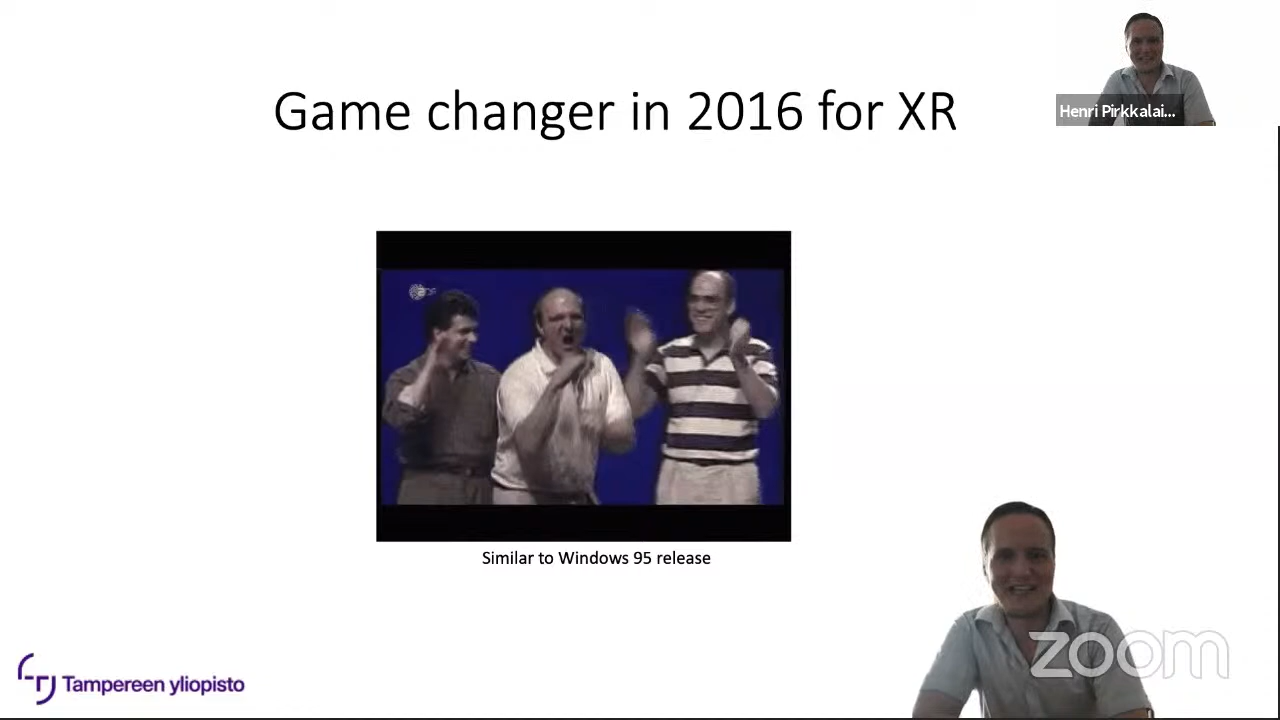 Game changer in 2016 for XR
Henri Pirkkalai...
Similar to Windows 95 release
zoom
Tampereen yliopisto